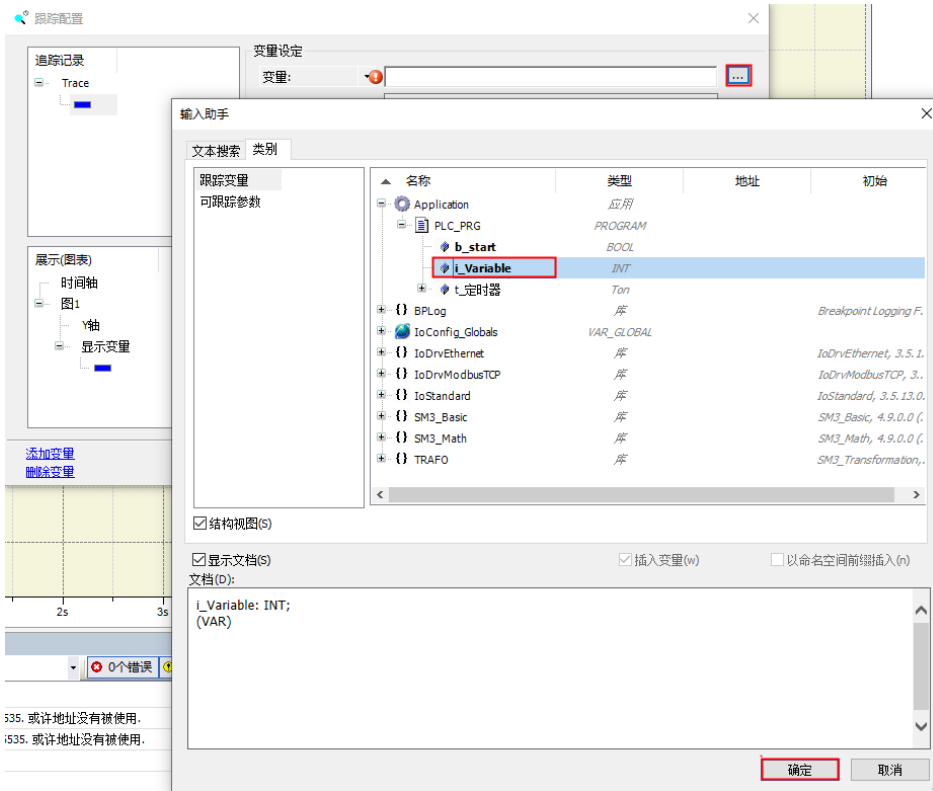 跟踪配置
追踪记录
Trace
变量设定
变量:
...
输入助手
文本搜索 类别
跟踪变量
可跟踪参数
名称 类型 地址 初始
Application 应用
PLC_PRG PROGRAM
b_start BOOL
i_Variable INT
t_定时器 Ton
BPLog 库 Breakpoint Logging F.
IoConfig_Globals VAR_GLOBAL
IoDrvEthernet 库 IoDrvEthernet, 3.5.1.
IoDrvModbusTCP 库 IoDrvModbusTCP, 3..
IoStandard 库 IoStandard, 3.5.13.0.
SM3_Basic 库 SM3_Basic, 4.9.0.0 (.
SM3_Math 库 SM3_Math, 4.9.0.0 (.
TRAFO 库 SM3_Transformation,.
展示(图表)
时间轴
图1
Y轴
显示变量
添加变量
删除变量
结构视图(S)
显示文档(S) 插入变量(w) 以命名空间前缀插入(n)
文档(D):
i_Variable: INT;
(VAR)
2s 3s
0个错误
535. 或许地址没有被使用.
5535. 或许地址没有被使用.
确定 取消